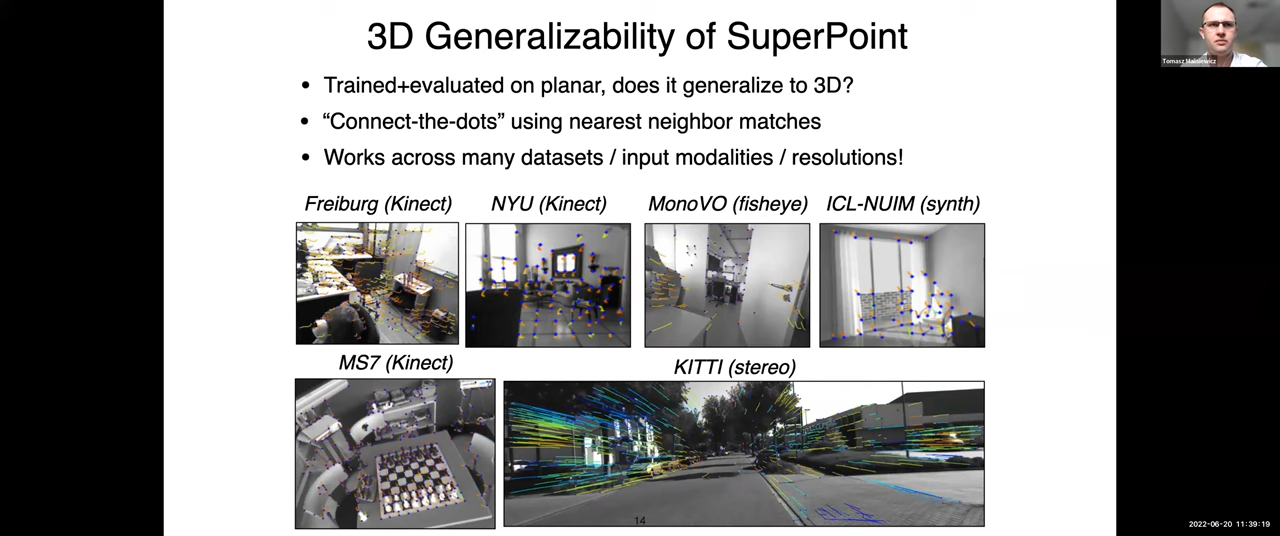 3D Generalizability of SuperPoint
• Trained+evaluated on planar, does it generalize to 3D?
• “Connect-the-dots” using nearest neighbor matches
• Works across many datasets / input modalities / resolutions!
Freiburg (Kinect) NYU (Kinect) MonoVO (fisheye) ICL-NUIM (synth)
MS7 (Kinect) KITTI (stereo)
14
Tomasz Malisiewicz
2022-06-20 11:39:19